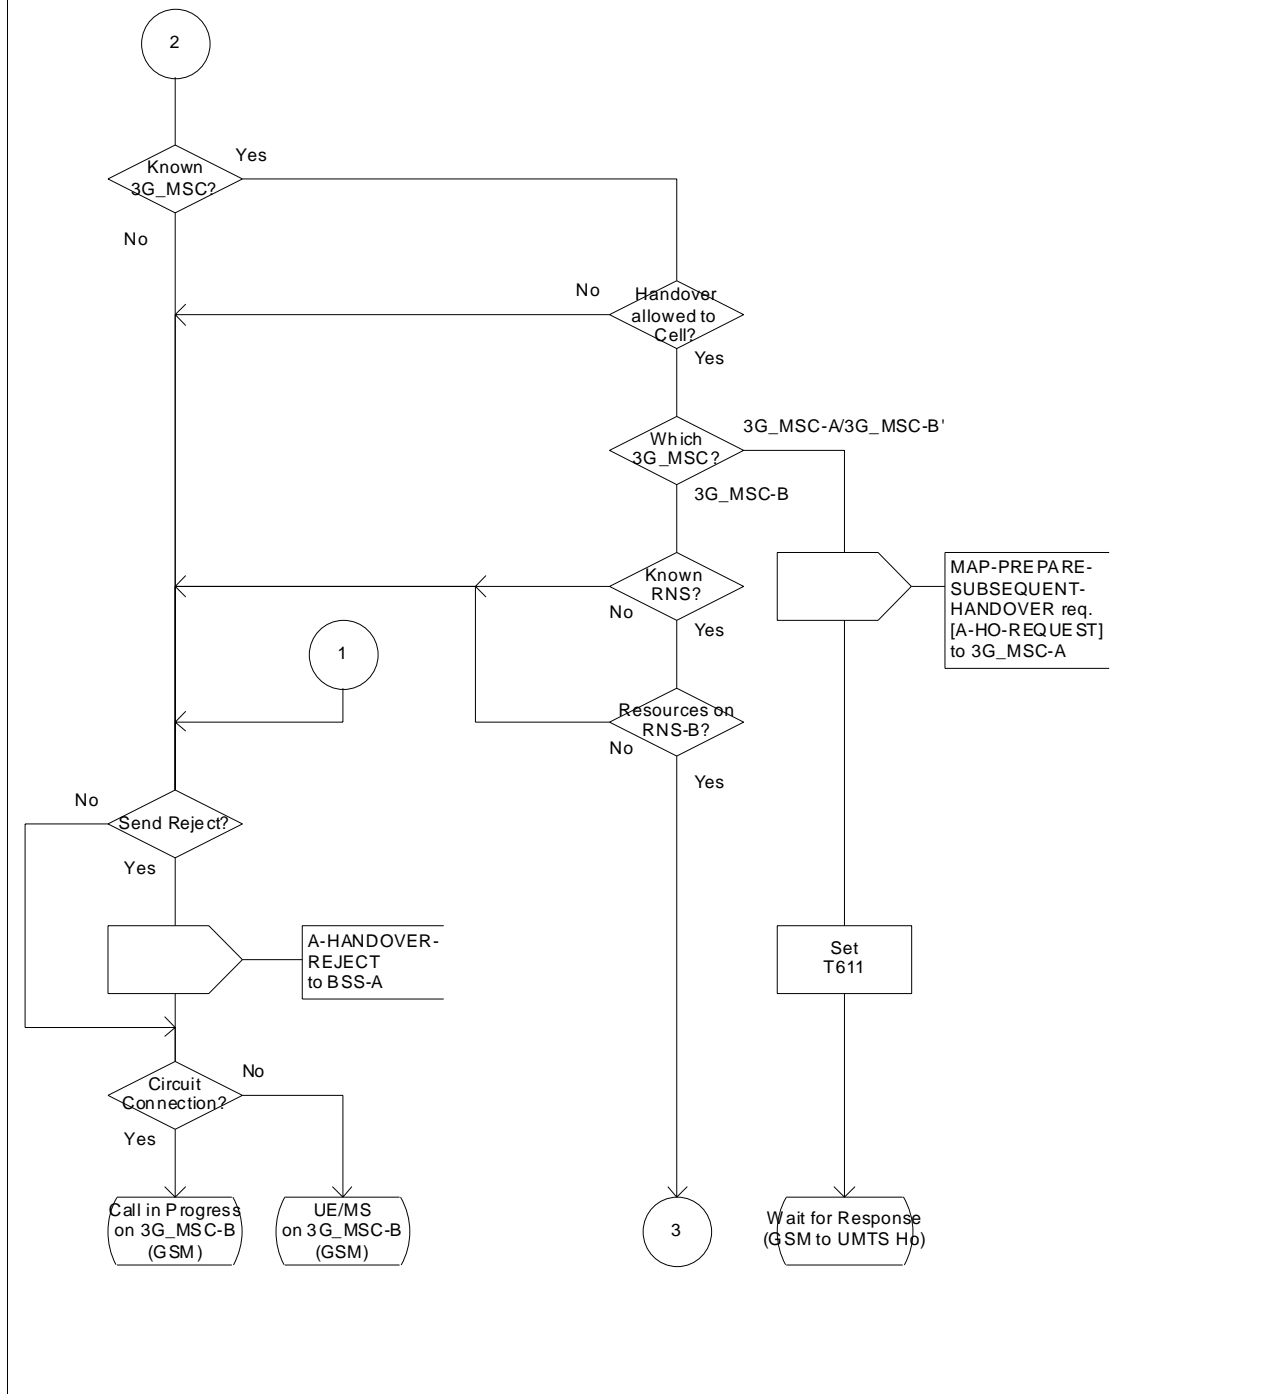 2
Known
3G_MSC?
Yes
No
No
Handover
allowed to
Cell?
Yes
Which
3G_MSC?
3G_MSC-A/3G_MSC-B'
3G_MSC-B
Known
RNS?
No
Yes
MAP-PREPARE-
SUBSEQUENT-
HANDOVER req.
[A-HO-REQUEST]
to 3G_MSC-A
1
Resources on
RNS-B?
No
Yes
No
Send Reject?
Yes
A-HANDOVER-
REJECT
to BSS-A
Set
T611
Circuit
Connection?
No
Yes
Call in Progress
on 3G_MSC-B
(GSM)
UE/MS
on 3G_MSC-B
(GSM)
3
Wait for Response
(GSM to UMTS Ho)